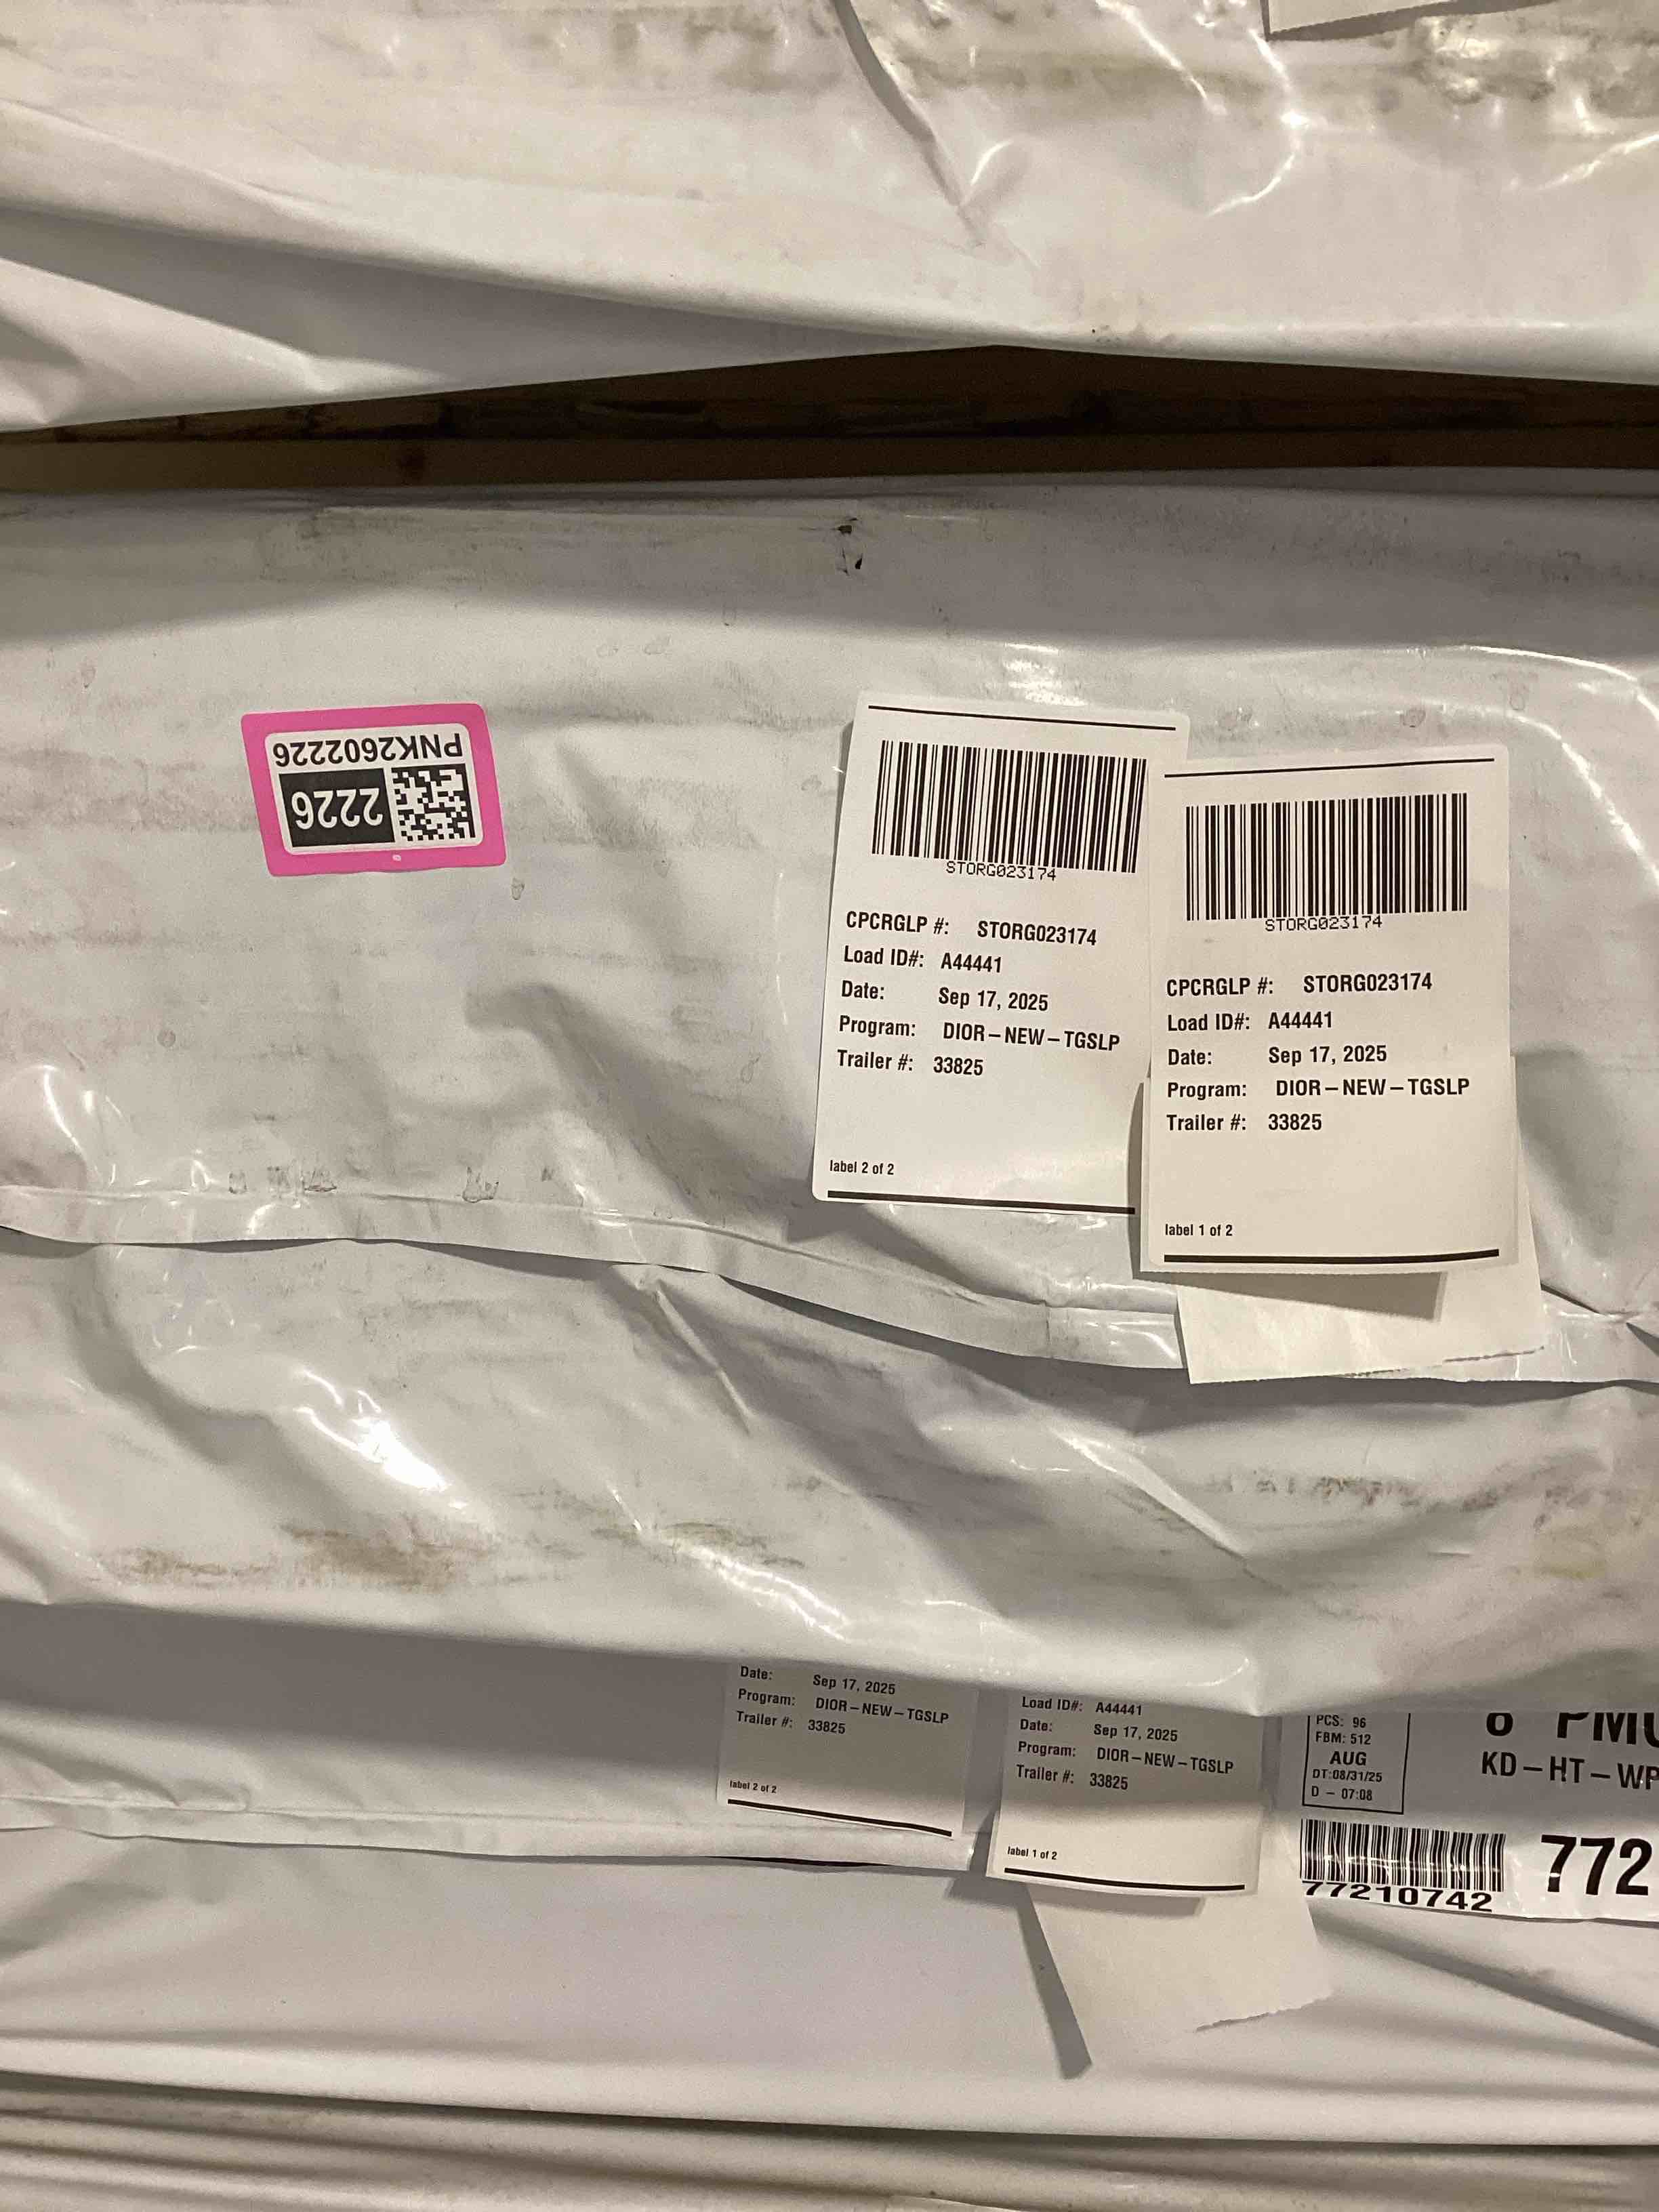 PNK2602226
2226
STORG023174
CPCRGLP #: STORG023174
Load ID#: A44441
Date: Sep 17, 2025
Program: DIOR-NEW-TGSLP
Trailer #: 33825
label 2 of 2
STORG023174
CPCRGLP #: STORG023174
Load ID#: A44441
Date: Sep 17, 2025
Program: DIOR-NEW-TGSLP
Trailer #: 33825
label 1 of 2
Date: Sep 17, 2025
Program: DIOR-NEW-TGSLP
Trailer #: 33825
label 2 of 2
Load ID#: A44441
Date: Sep 17, 2025
Program: DIOR-NEW-TGSLP
Trailer #: 33825
label 1 of 2
PCS: 96
FBM: 512
AUG
DT:08/31/25
D - 07:08
KD-HT-WP
77210742
772